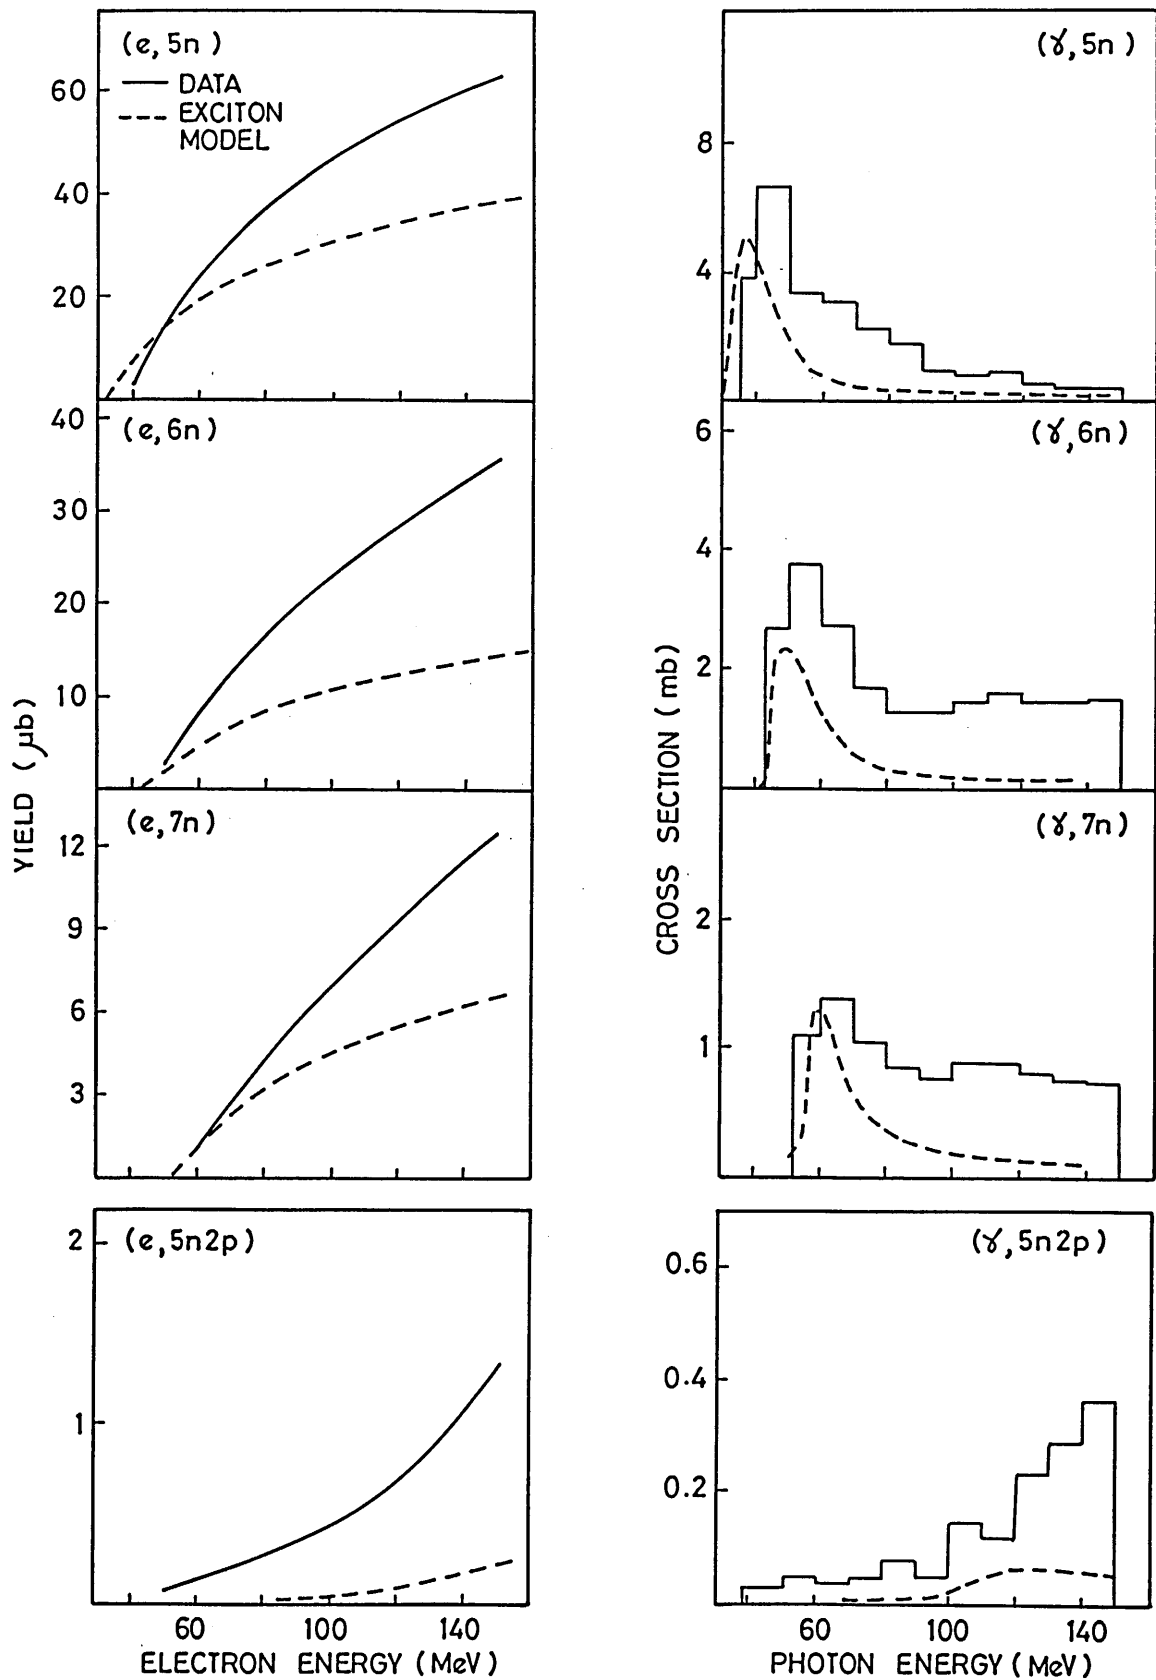 (e, 5n)
DATA
EXCITON
MODEL
60
40
20
(γ, 5n)
8
4
(e, 6n)
40
30
20
10
(γ, 6n)
6
4
2
(e, 7n)
12
9
6
3
(γ, 7n)
2
1
(e, 5n2p)
2
1
(γ, 5n2p)
0.6
0.4
0.2
YIELD (μb)
CROSS SECTION (mb)
60 100 140
ELECTRON ENERGY (MeV)
60 100 140
PHOTON ENERGY (MeV)